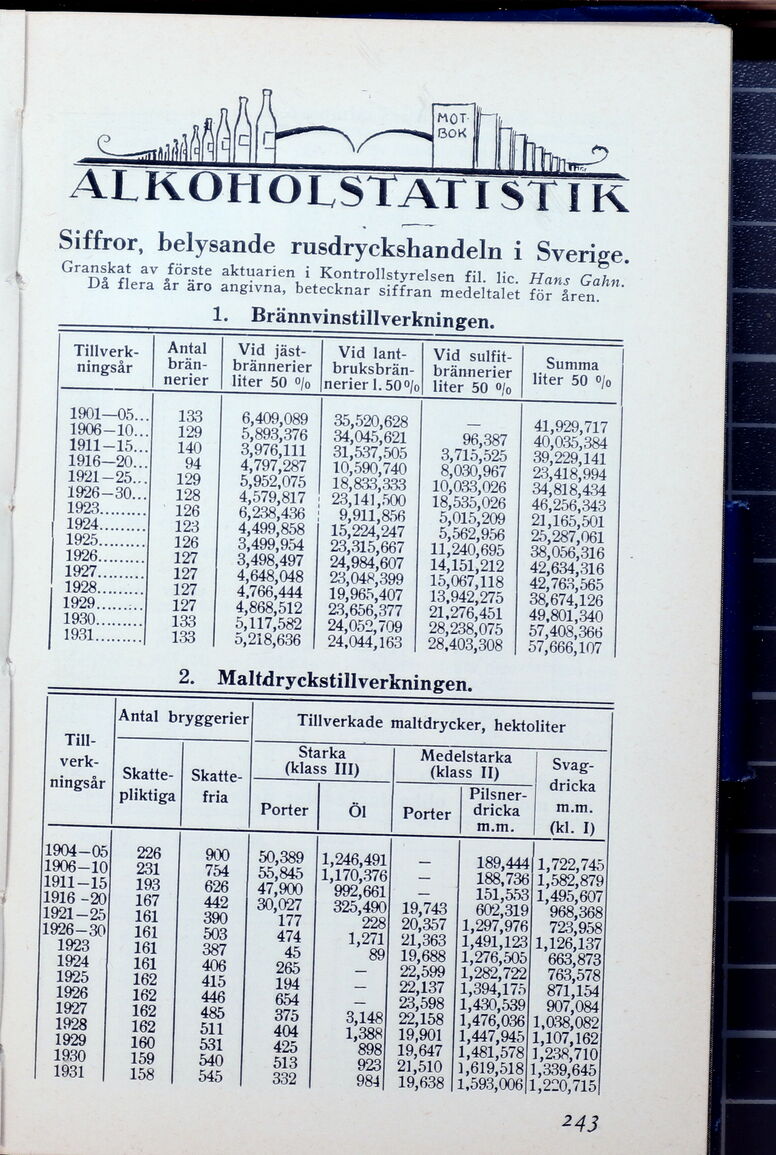 MOT-
BOK
ALKOHOLSTATISTIK
Siffror, belysande rusdryckshandeln i Sverige.
Granskat av förste aktuarien i Kontrollstyrelsen fil. lic. Hans Gahn.
Då flera år äro angivna, betecknar siffran medeltalet för åren.
1. Brännvinstillverkningen.
Tillverk-
ningsår
Antal
brän-
nerier
Vid jäst-
brännerier
liter 50 %
Vid lant-
bruksbrän-
nerier l. 50 %
Vid sulfit-
brännerier
liter 50 %
Summa
liter 50 %
1901—05... 133 6,409,089 35,520,628 — 41,929,717
1906—10... 129 5,893,376 34,045,621 96,387 40,035,384
1911—15... 140 3,976,111 31,537,505 3,715,525 39,229,141
1916—20... 94 4,797,287 10,590,740 8,030,967 23,418,994
1921—25... 129 5,952,075 18,833,333 10,033,026 34,818,434
1926—30... 128 4,579,817 23,141,500 18,535,026 46,256,343
1923......... 126 6,238,436 9,911,856 5,015,209 21,165,501
1924......... 123 4,499,858 15,224,247 5,562,956 25,287,061
1925......... 126 3,499,954 23,315,667 11,240,695 38,056,316
1926......... 127 3,498,497 24,984,607 14,151,212 42,634,316
1927......... 127 4,648,048 23,048,399 15,067,118 42,763,565
1928......... 127 4,766,444 19,965,407 13,942,275 38,674,126
1929......... 127 4,868,512 23,656,377 21,276,451 49,801,340
1930......... 133 5,117,582 24,052,709 28,238,075 57,408,366
1931......... 133 5,218,636 24,044,163 28,403,308 57,666,107
2. Maltdryckstillverkningen.
Till-
verk-
ningsår
Antal bryggerier
Skatte-
pliktiga
Skatte-
fria
Tillverkade maltdrycker, hektoliter
Starka
(klass III)
Porter
Öl
Medelstarka
(klass II)
Porter
Pilsner-
dricka
m.m.
Svag-
dricka
m.m.
(kl. I)
1904—05 226 900 50,389 1,246,491 — 189,444 1,722,745
1906—10 231 754 55,845 1,170,376 — 188,736 1,582,879
1911—15 193 626 47,900 992,661 — 151,553 1,495,607
1916-20 167 442 30,027 325,490 19,743 602,319 968,368
1921—25 161 390 177 228 20,357 1,297,976 723,958
1926—30 161 503 474 1,271 21,363 1,491,123 1,126,137
1923 161 387 45 89 19,688 1,276,505 663,873
1924 161 406 265 — 22,599 1,282,722 763,578
1925 162 415 194 — 22,137 1,394,175 871,154
1926 162 446 654 — 23,598 1,430,539 907,084
1927 162 485 375 3,148 22,158 1,476,036 1,038,082
1928 162 511 404 1,388 19,901 1,447,945 1,107,162
1929 160 531 425 898 19,647 1,481,578 1,238,710
1930 159 540 513 923 21,510 1,619,518 1,339,645
1931 158 545 332 984 19,638 1,593,006 1,220,715
243